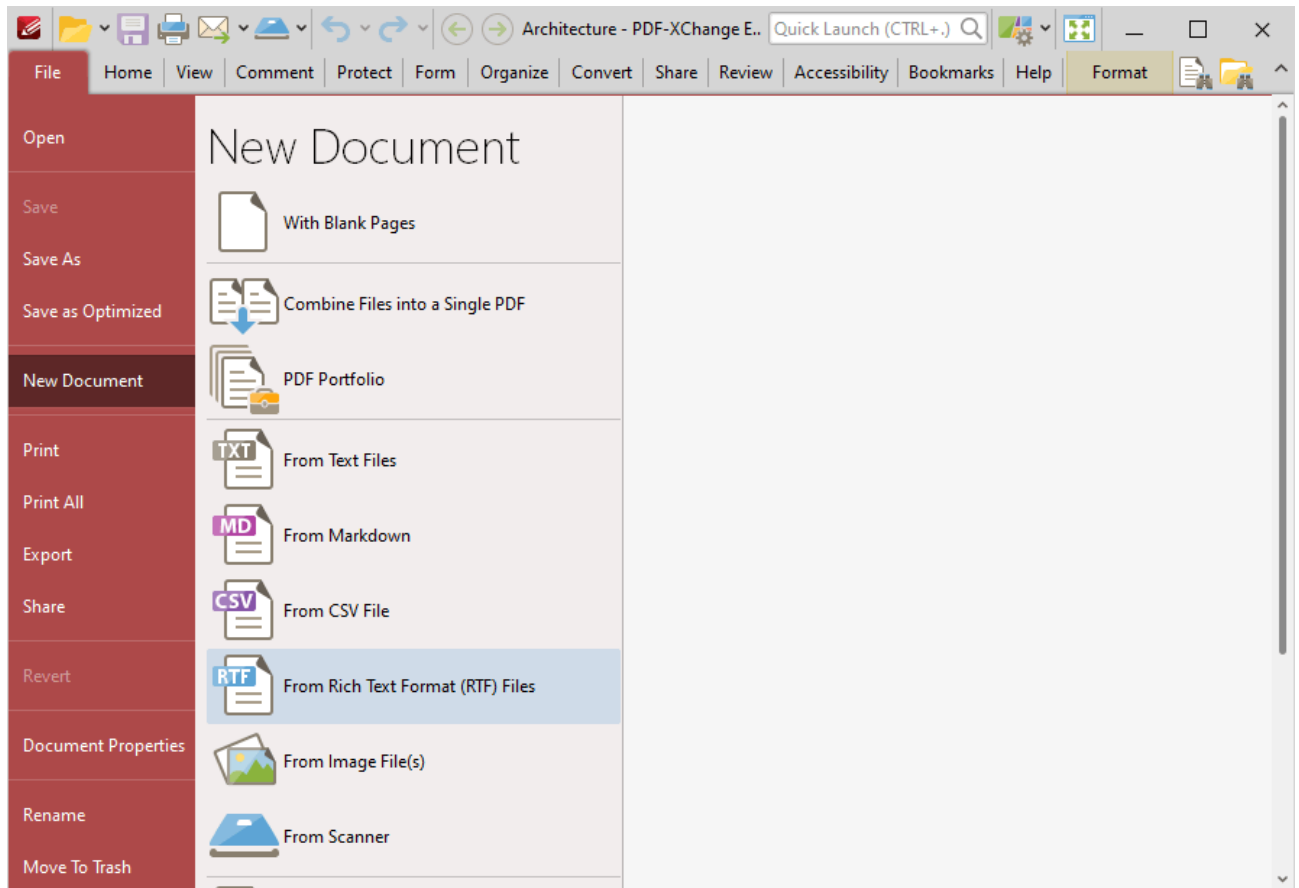 Architecture - PDF-XChange E.. Quick Launch (CTRL+.)
File Home View Comment Protect Form Organize Convert Share Review Accessibility Bookmarks Help Format
Open
Save
Save As
Save as Optimized
New Document
Print
Print All
Export
Share
Revert
Document Properties
Rename
Move To Trash
New Document
With Blank Pages
Combine Files into a Single PDF
PDF Portfolio
TXT From Text Files
MD From Markdown
CSV From CSV File
RTF From Rich Text Format (RTF) Files
From Image File(s)
From Scanner